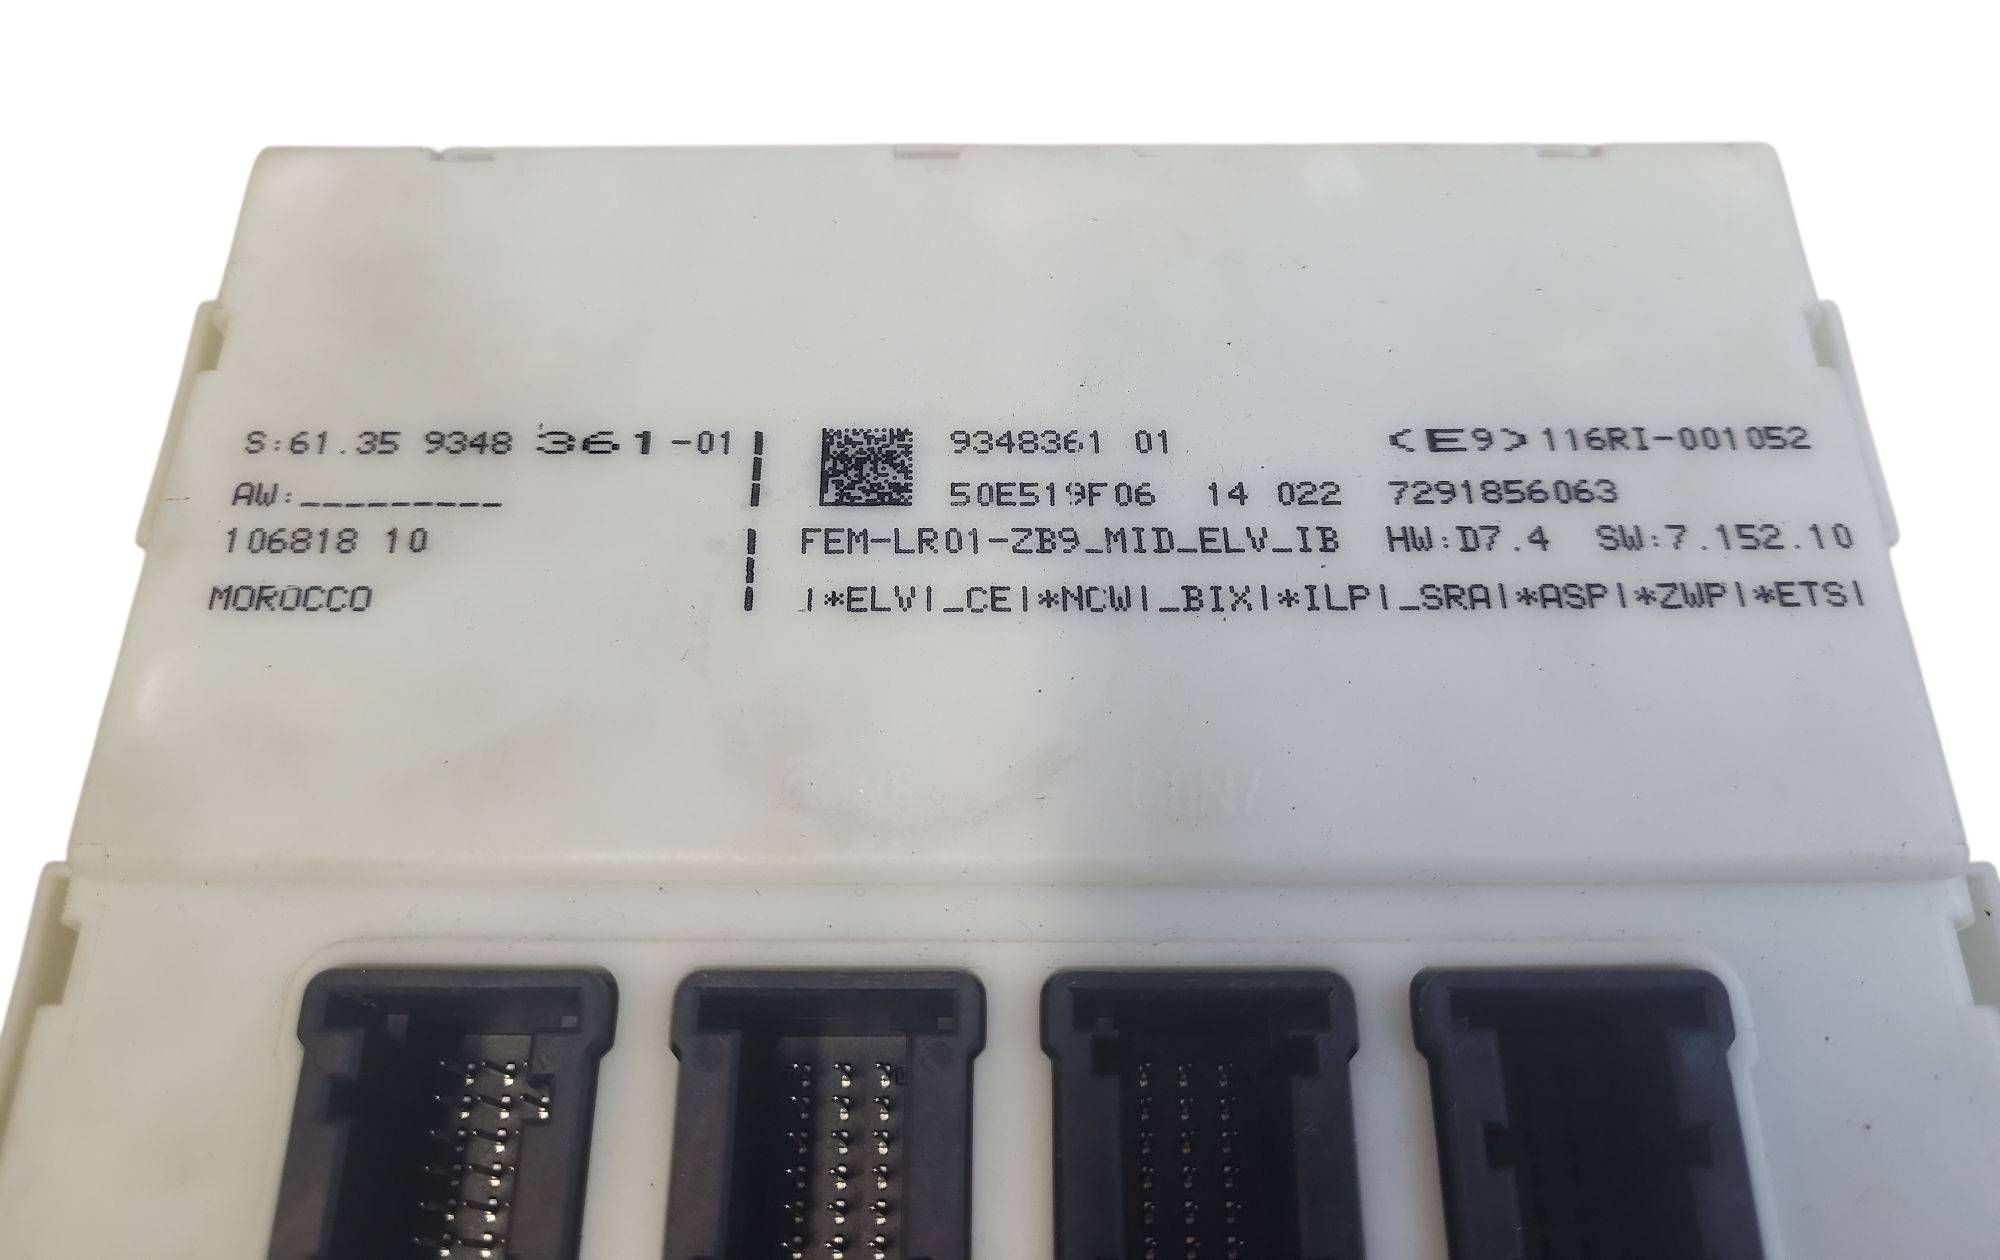 S:61.35 9348 361-01
AW:_________
106818 10
MOROCCO
9348361 01 <E9>116RI-001052
50E519F06 14 022 7291856063
FEM-LR01-ZB9_MID_ELV_IB HW:D7.4 SW:7.152.10
|*ELV|_CE|*NCW|_BIX|*ILP|_SRA|*ASP|*ZWP|*ETS|
CON7